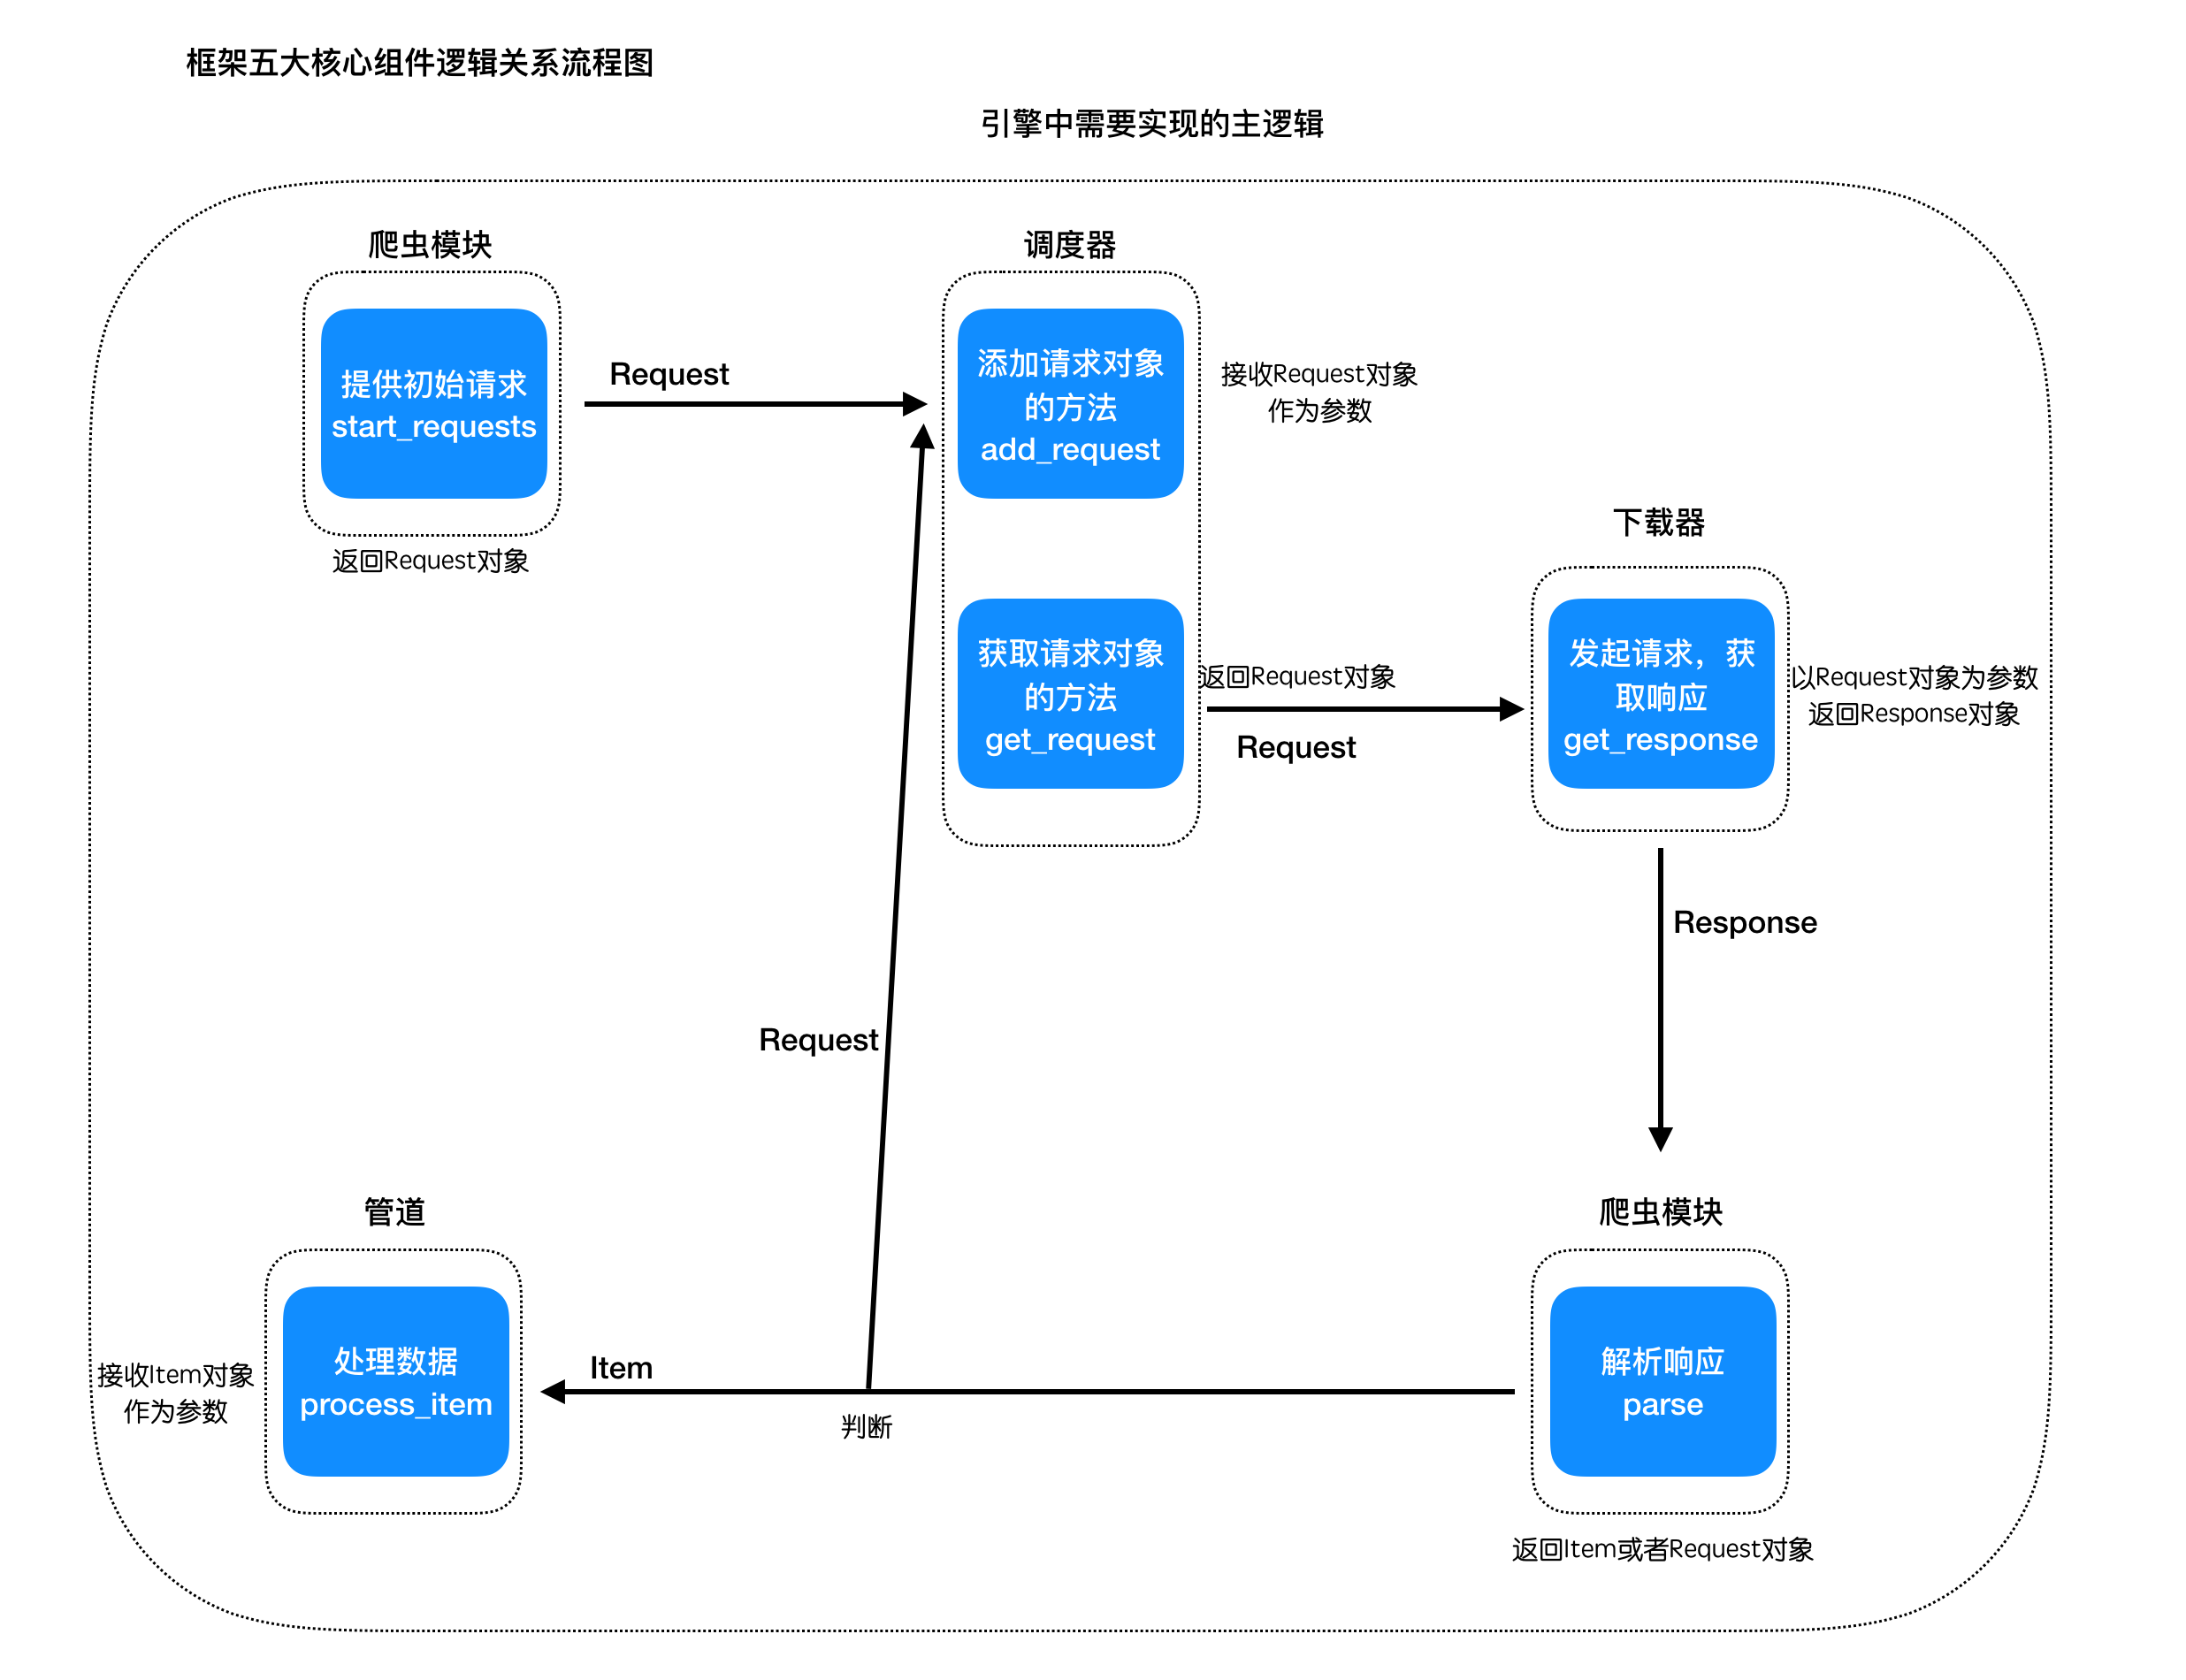 框架五大核心组件逻辑关系流程图
引擎中需要实现的主逻辑
爬虫模块
提供初始请求
start_requests
返回Request对象
Request
调度器
添加请求对象
的方法
add_request
接收Request对象
作为参数
获取请求对象
的方法
get_request
返回Request对象
Request
下载器
发起请求，获
取响应
get_response
以Request对象为参数
返回Response对象
Response
Request
爬虫模块
解析响应
parse
返回Item或者Request对象
判断
Item
管道
处理数据
process_item
接收Item对象
作为参数